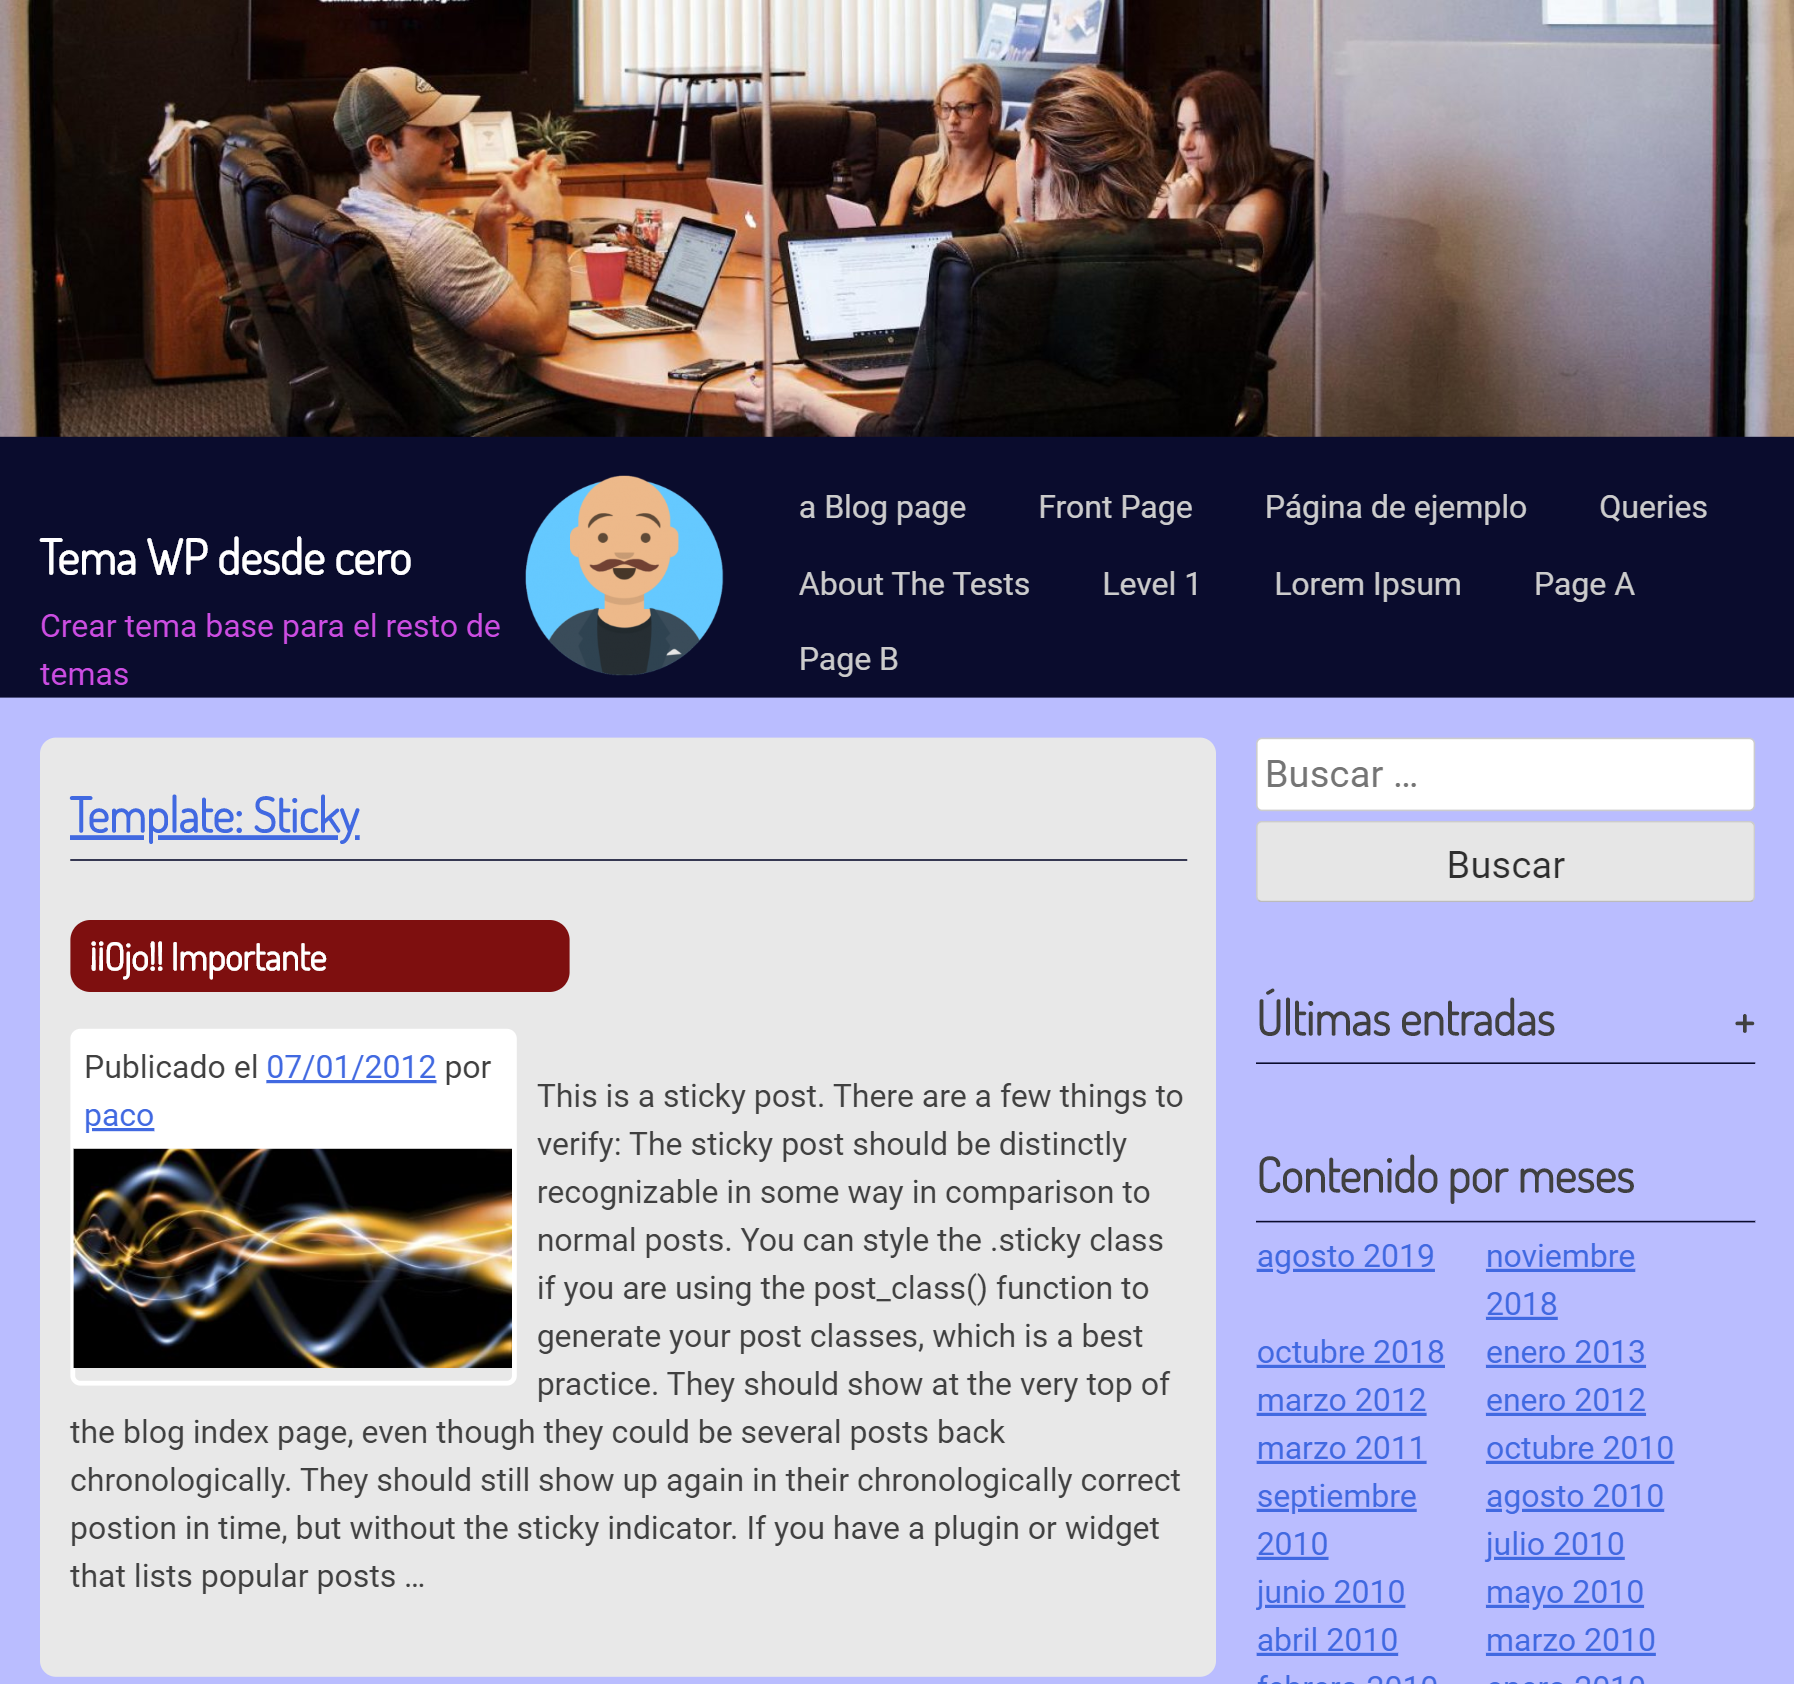 Tema WP desde cero
Crear tema base para el resto de
temas
a Blog page
Front Page
Página de ejemplo
Queries
About The Tests
Level 1
Lorem Ipsum
Page A
Page B
Template: Sticky
¡¡Ojo!! Importante
Publicado el 07/01/2012 por
paco
This is a sticky post. There are a few things to
verify: The sticky post should be distinctly
recognizable in some way in comparison to
normal posts. You can style the .sticky class
if you are using the post_class() function to
generate your post classes, which is a best
practice. They should show at the very top of
the blog index page, even though they could be several posts back
chronologically. They should still show up again in their chronologically correct
postion in time, but without the sticky indicator. If you have a plugin or widget
that lists popular posts …
Buscar …
Buscar
Últimas entradas +
Contenido por meses
agosto 2019
noviembre
2018
octubre 2018
enero 2013
marzo 2012
enero 2012
marzo 2011
octubre 2010
septiembre
2010
agosto 2010
julio 2010
junio 2010
mayo 2010
abril 2010
marzo 2010
febrero 2010
enero 2010